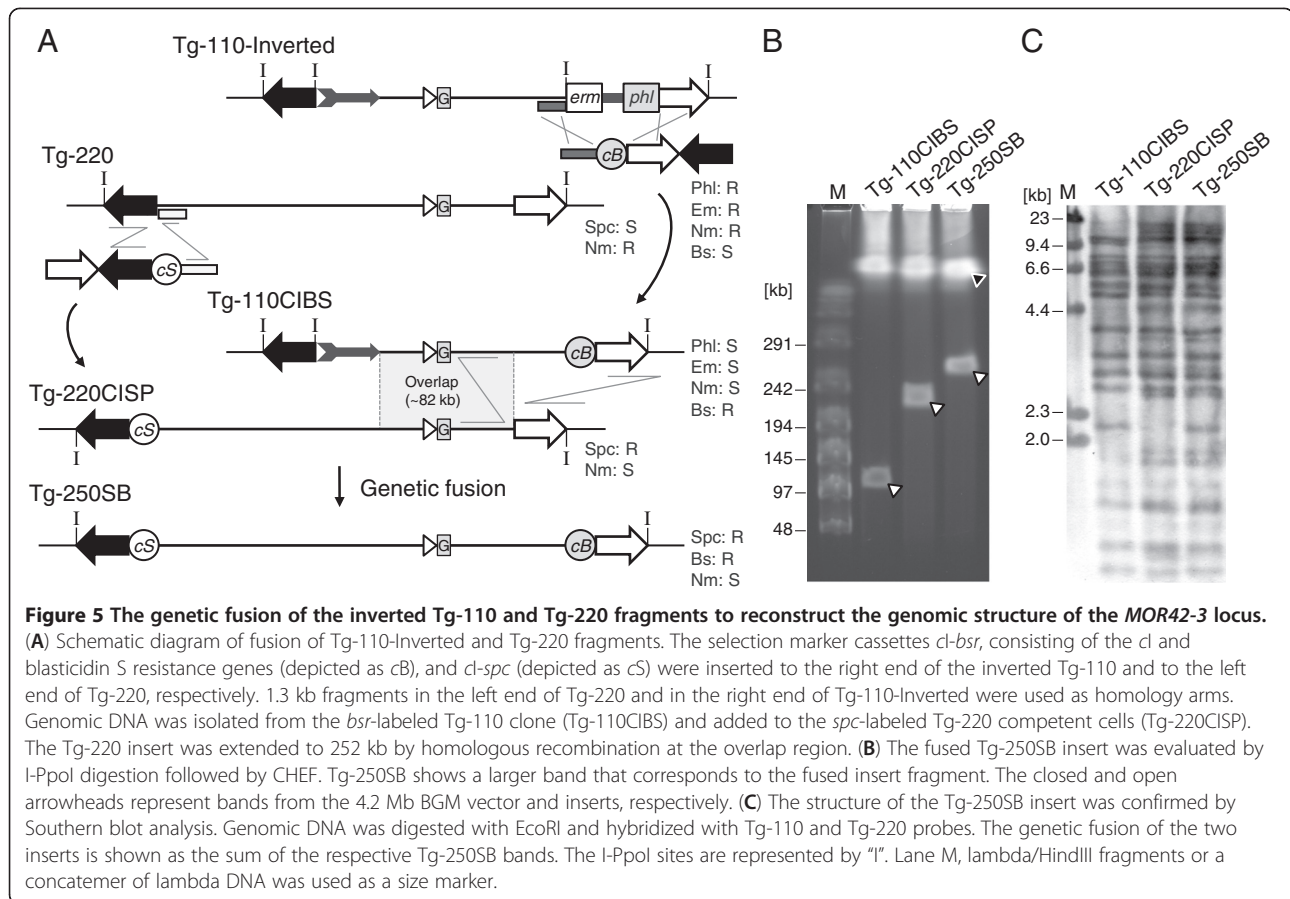 A
B
C
Tg-110-Inverted
I
I
I
I
G
erm
phl
cB
Tg-220
I
I
G
Phl: R
Em: R
Nm: R
Bs: S
Spc: S
Nm: R
cS
Tg-110CIBS
I
I
I
G
cB
Phl: S
Em: S
Nm: S
Bs: R
Overlap
(~82 kb)
Tg-220CISP
cS
G
I
I
Spc: R
Nm: S
Genetic fusion
Tg-250SB
I
I
cS
G
cB
Spc: R
Bs: R
Nm: S
M
Tg-110CIBS
Tg-220CISP
Tg-250SB
[kb]
291
242
194
145
97
48
[kb]
M
Tg-110CIBS
Tg-220CISP
Tg-250SB
23
9.4
6.6
4.4
2.3
2.0
Figure 5 The genetic fusion of the inverted Tg-110 and Tg-220 fragments to reconstruct the genomic structure of the MOR42-3 locus.
(A) Schematic diagram of fusion of Tg-110-Inverted and Tg-220 fragments. The selection marker cassettes cI-bsr, consisting of the cI and
blasticidin S resistance genes (depicted as cB), and cI-spc (depicted as cS) were inserted to the right end of the inverted Tg-110 and to the left
end of Tg-220, respectively. 1.3 kb fragments in the left end of Tg-220 and in the right end of Tg-110-Inverted were used as homology arms.
Genomic DNA was isolated from the bsr-labeled Tg-110 clone (Tg-110CIBS) and added to the spc-labeled Tg-220 competent cells (Tg-220CISP).
The Tg-220 insert was extended to 252 kb by homologous recombination at the overlap region. (B) The fused Tg-250SB insert was evaluated by
I-PpoI digestion followed by CHEF. Tg-250SB shows a larger band that corresponds to the fused insert fragment. The closed and open
arrowheads represent bands from the 4.2 Mb BGM vector and inserts, respectively. (C) The structure of the Tg-250SB insert was confirmed by
Southern blot analysis. Genomic DNA was digested with EcoRI and hybridized with Tg-110 and Tg-220 probes. The genetic fusion of the two
inserts is shown as the sum of the respective Tg-250SB bands. The I-PpoI sites are represented by “I”. Lane M, lambda/HindIII fragments or a
concatemer of lambda DNA was used as a size marker.